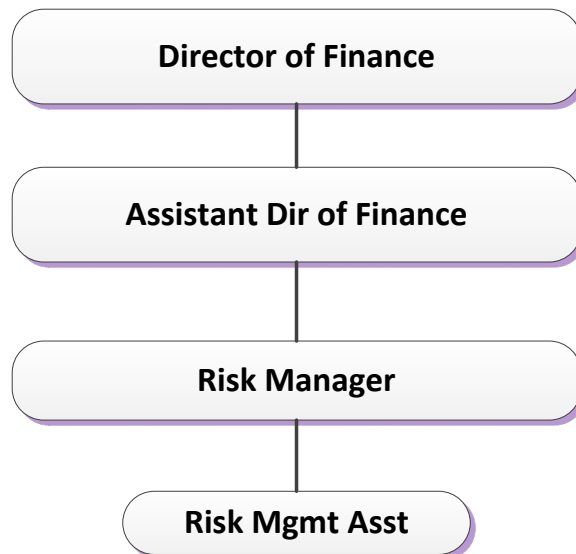 Director of Finance
Assistant Dir of Finance
Risk Manager
Risk Mgmt Asst